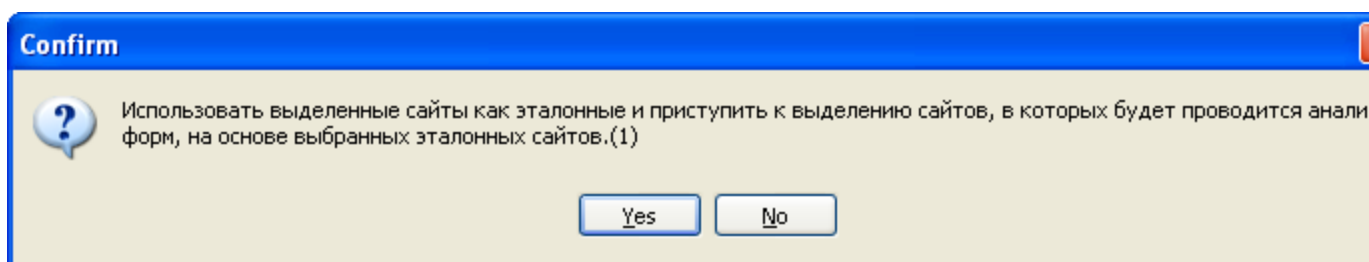 Confirm
Использовать выделенные сайты как эталонные и приступить к выделению сайтов, в которых будет проводится анали
форм, на основе выбранных эталонных сайтов.(1)
Yes No